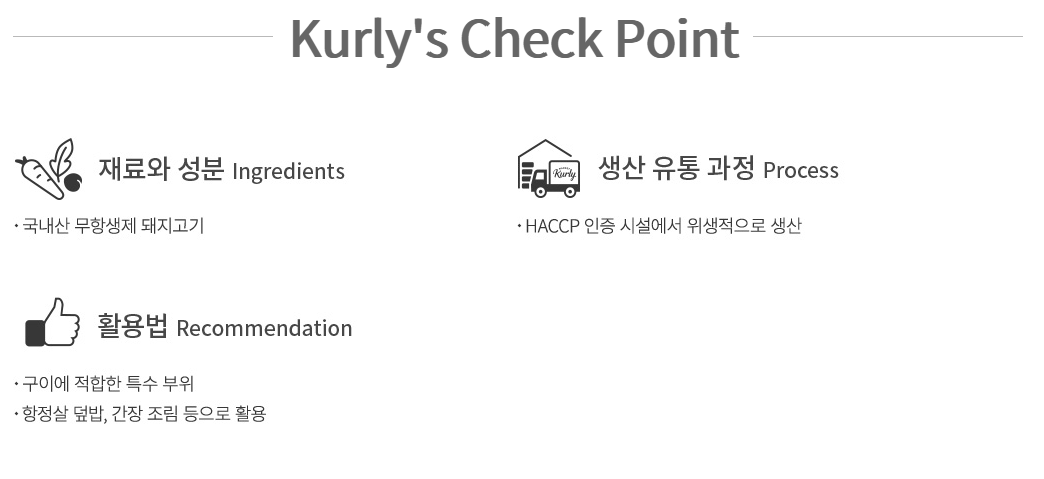 Kurly's Check Point
재료와 성분 Ingredients
· 국내산 무항생제 돼지고기
Kurly
생산 유통 과정 Process
· HACCP 인증 시설에서 위생적으로 생산
활용법 Recommendation
· 구이에 적합한 특수 부위
· 항정살 덮밥, 간장 조림 등으로 활용